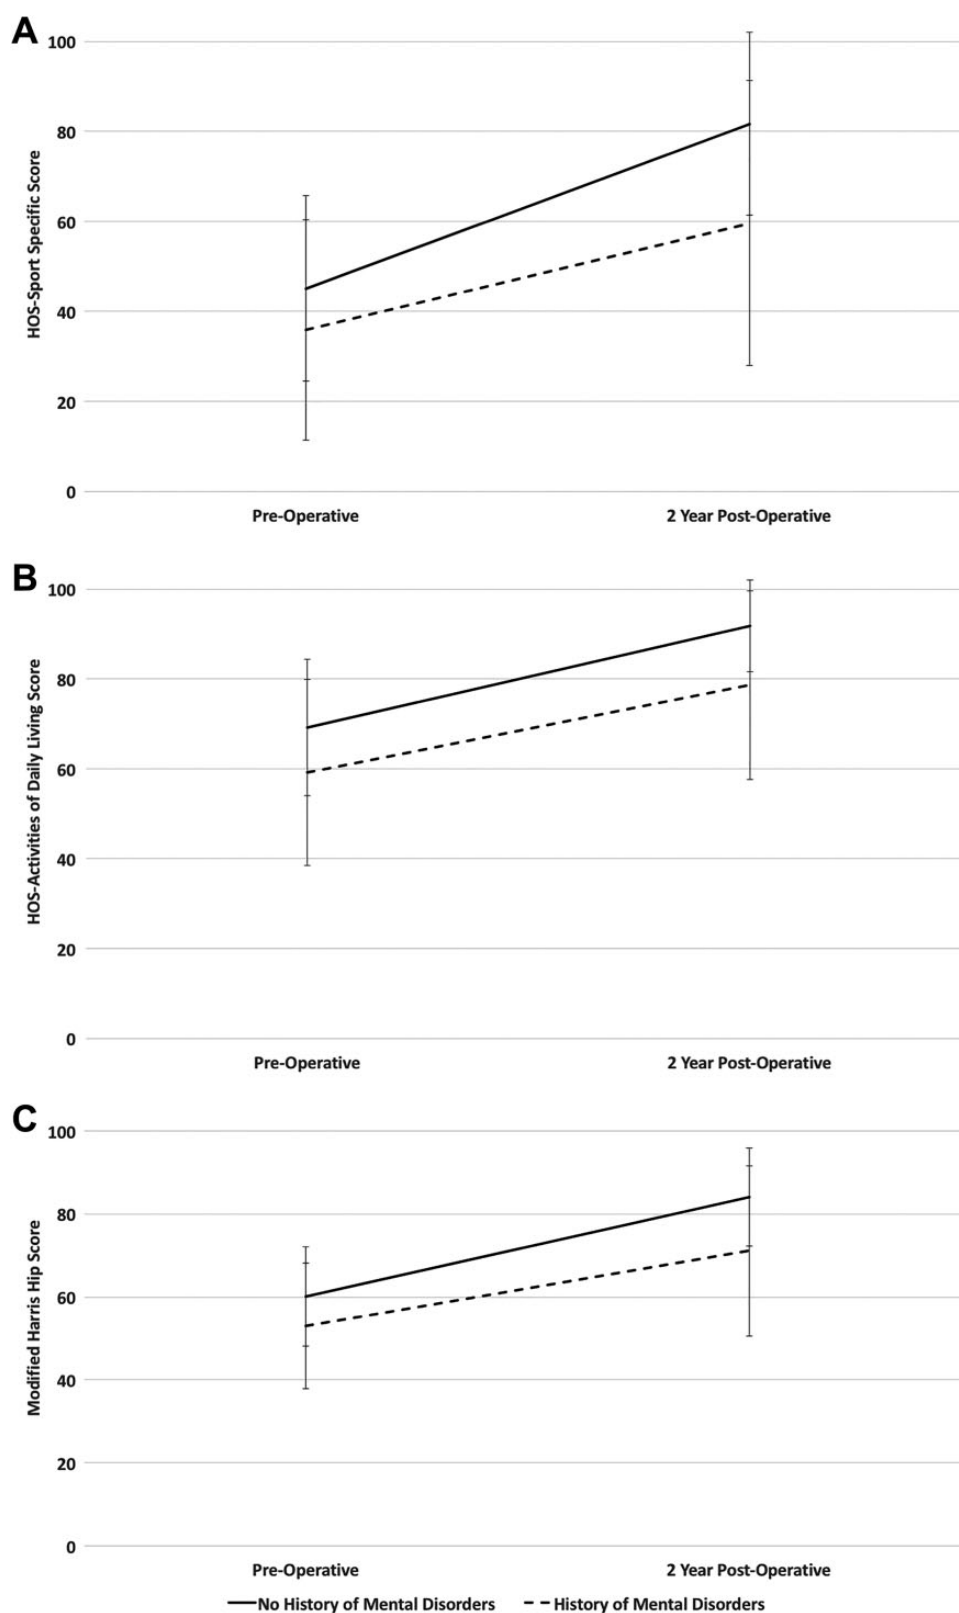 A
100
80
60
40
20
0
HOS-Sport Specific Score
Pre-Operative 2 Year Post-Operative
B
100
80
60
40
20
0
HOS-Activities of Daily Living Score
Pre-Operative 2 Year Post-Operative
C
100
80
60
40
20
0
Modified Harris Hip Score
Pre-Operative 2 Year Post-Operative
No History of Mental Disorders History of Mental Disorders